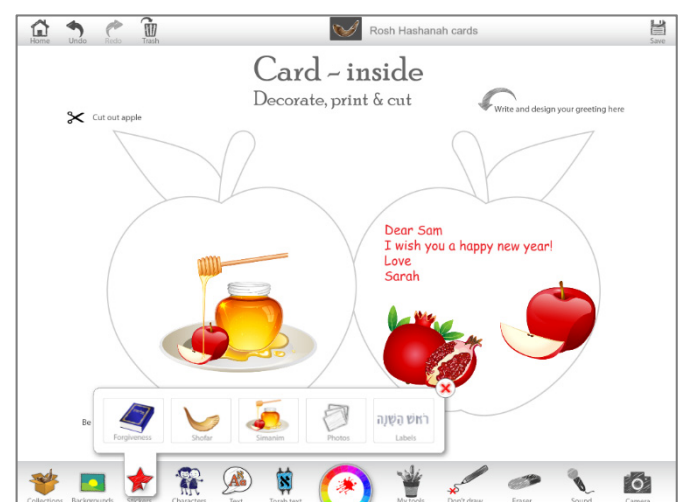 Home Undo Redo Trash Rosh Hashanah cards Save
Card - inside
Decorate, print & cut
Cut out apple
Write and design your greeting here
Dear Sam
I wish you a happy new year!
Love
Sarah
Be
Forgiveness Shofar Simanim Photos Labels
Collections Backgrounds Stickers Characters Text Torah text My tools Don't draw Eraser Sound Camera